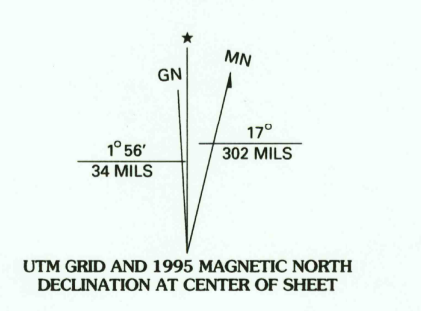 ★
GN
MN
17°
302 MILS
1° 56′
34 MILS
UTM GRID AND 1995 MAGNETIC NORTH
DECLINATION AT CENTER OF SHEET